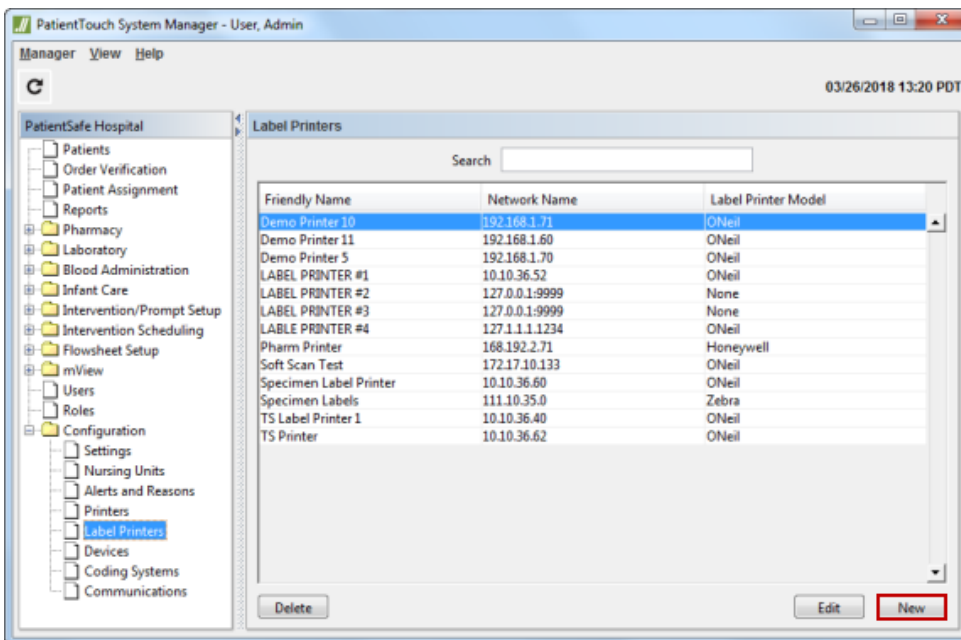 PatientTouch System Manager - User, Admin
Manager View Help
03/26/2018 13:20 PDT
PatientSafe Hospital
Patients
Order Verification
Patient Assignment
Reports
Pharmacy
Laboratory
Blood Administration
Infant Care
Intervention/Prompt Setup
Intervention Scheduling
Flowsheet Setup
mView
Users
Roles
Configuration
Settings
Nursing Units
Alerts and Reasons
Printers
Label Printers
Devices
Coding Systems
Communications
Label Printers
Search
Friendly Name Network Name Label Printer Model
Demo Printer 10 192.168.1.71 ONeil
Demo Printer 11 192.168.1.60 ONeil
Demo Printer 5 192.168.1.70 ONeil
LABEL PRINTER #1 10.10.36.52 ONeil
LABEL PRINTER #2 127.0.0.1:9999 None
LABEL PRINTER #3 127.0.0.1:9999 None
LABLE PRINTER #4 127.1.1.1.1234 ONeil
Pharm Printer 168.192.2.71 Honeywell
Soft Scan Test 172.17.10.133 ONeil
Specimen Label Printer 10.10.36.60 ONeil
Specimen Labels 111.10.35.0 Zebra
TS Label Printer 1 10.10.36.40 ONeil
TS Printer 10.10.36.62 ONeil
Delete Edit New